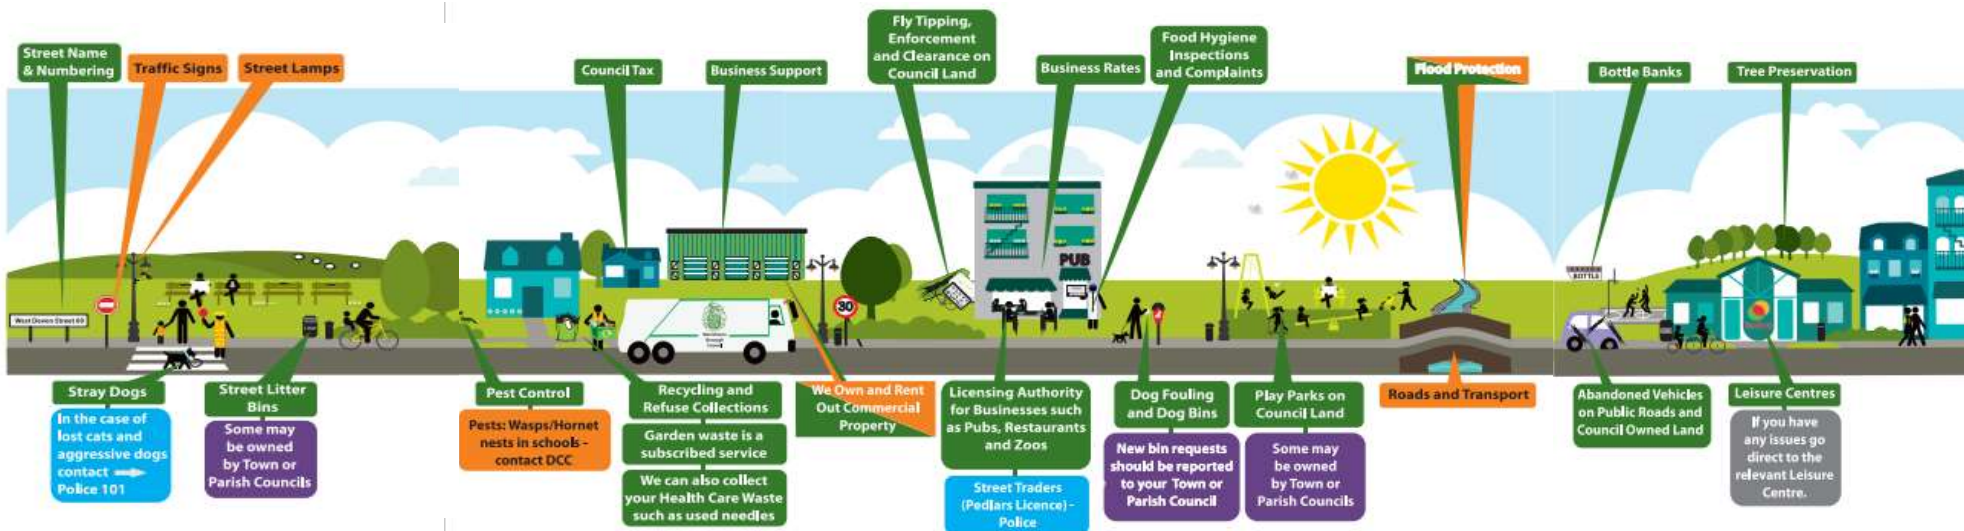 Street Name
& Numbering
Traffic Signs
Street Lamps
Council Tax
Business Support
Fly Tipping,
Enforcement
and Clearance on
Council Land
Business Rates
Food Hygiene
Inspections
and Complaints
Flood Protection
Bottle Banks
Tree Preservation
West Devon Street 60
30
PUB
BOTTLE
Stray Dogs
In the case of
lost cats and
aggressive dogs
contact
Police 101
Street Litter
Bins
Some may
be owned
by Town or
Parish Councils
Pest Control
Pests: Wasps/Hornet
nests in schools -
contact DCC
Recycling and
Refuse Collections
Garden waste is a
subscribed service
We can also collect
your Health Care Waste
such as used needles
We Own and Rent
Out Commercial
Property
Licensing Authority
for Businesses such
as Pubs, Restaurants
and Zoos
Street Traders
(Pedlars Licence) -
Police
Dog Fouling
and Dog Bins
New bin requests
should be reported
to your Town or
Parish Council
Play Parks on
Council Land
Some may
be owned
by Town or
Parish Councils
Roads and Transport
Abandoned Vehicles
on Public Roads and
Council Owned Land
Leisure Centres
If you have
any issues go
direct to the
relevant Leisure
Centre.